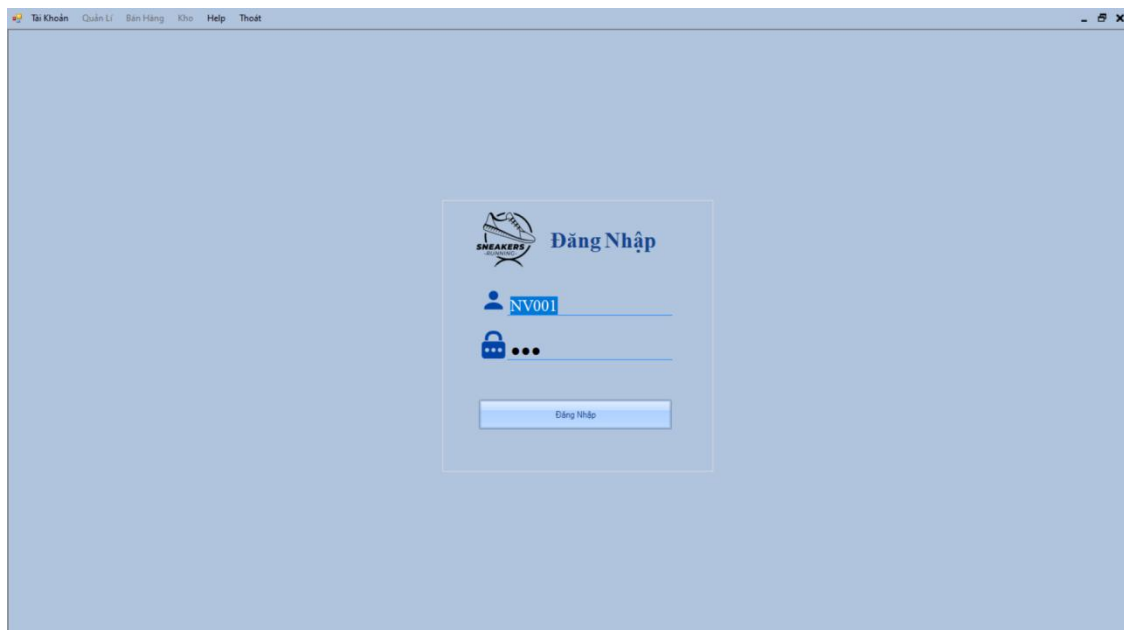 Tài Khoản Quản Lí Bán Hàng Kho Help Thoát
SNEAKERS
-RUNNING-
Đăng Nhập
NV001
Đăng Nhập